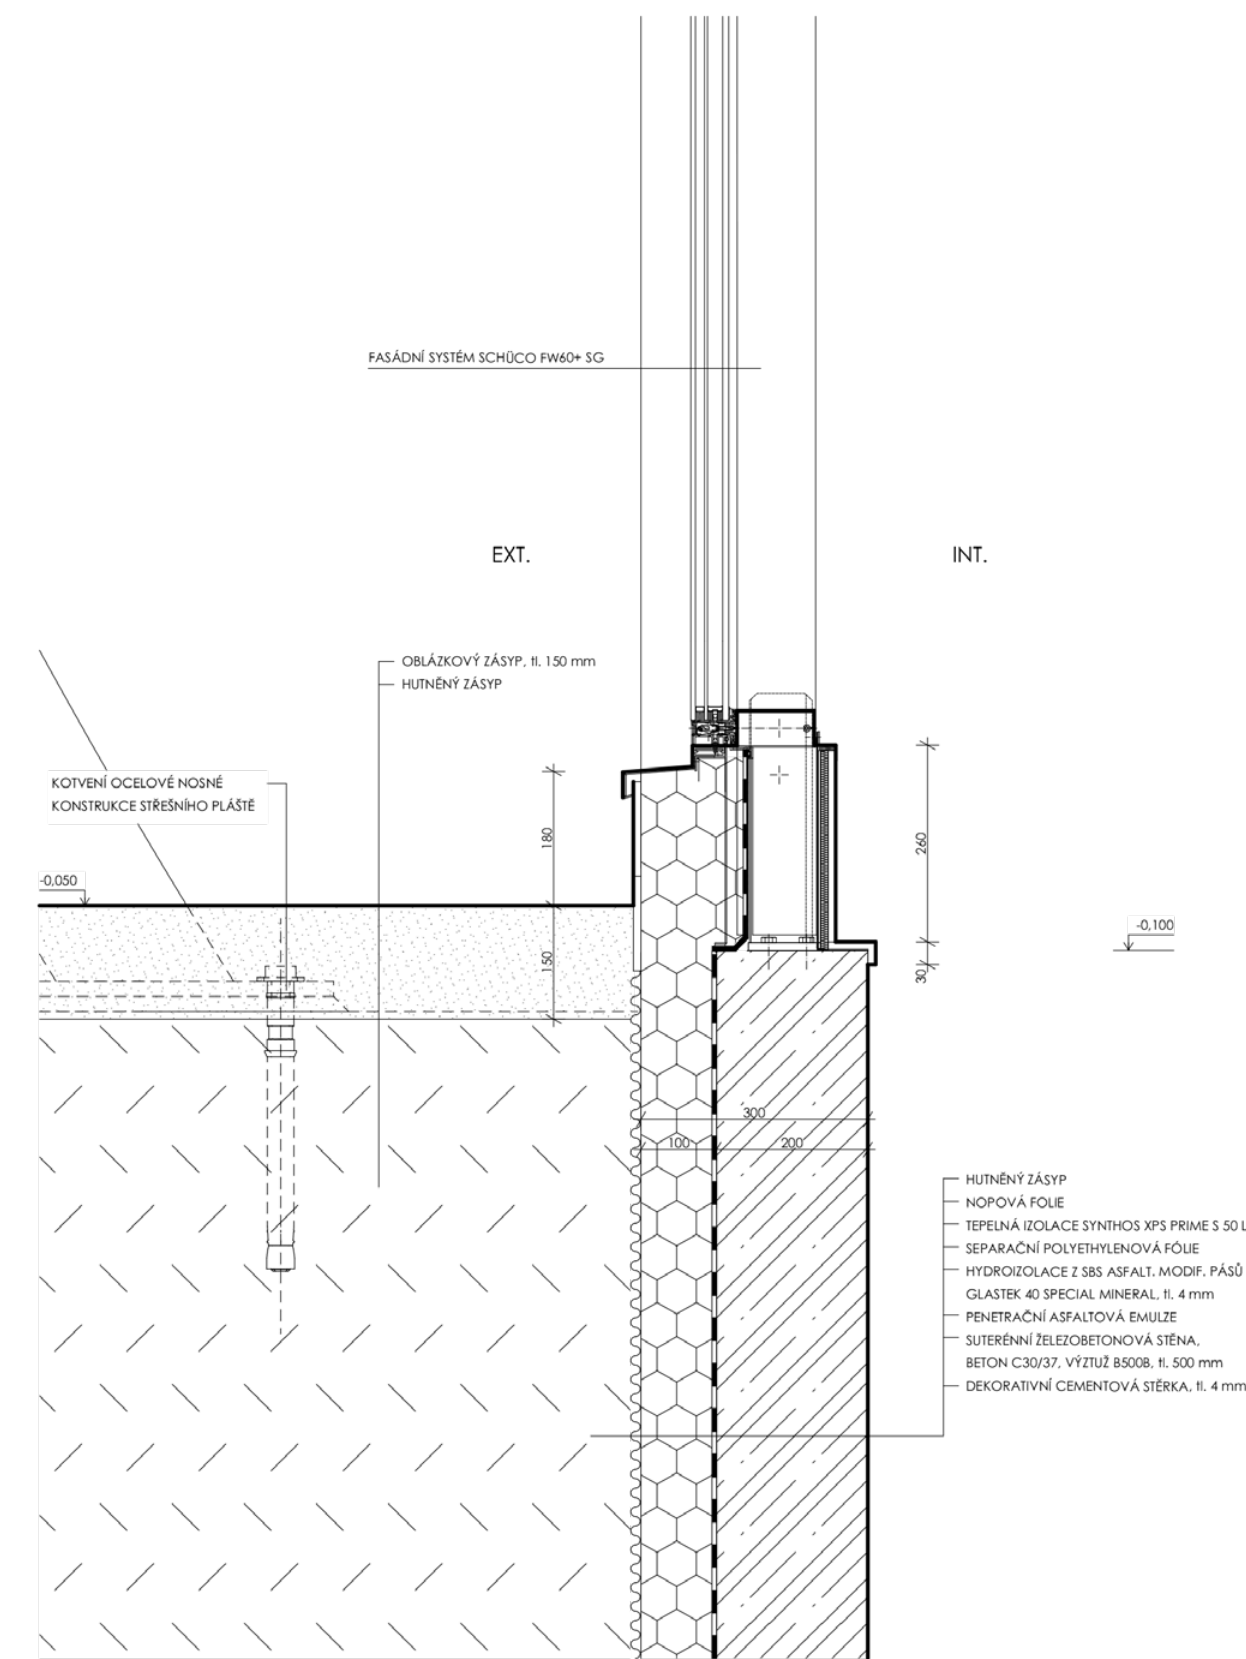 FASÁDNÍ SYSTÉM SCHÜCO FW60+ SG
EXT.
INT.
OBLÁZKOVÝ ZÁSYP, tl. 150 mm
HUTNĚNÝ ZÁSYP
KOTVENÍ OCELOVÉ NOSNÉ
KONSTRUKCE STŘEŠNÍHO PLÁŠTĚ
180
260
-0,050
-0,100
150
30
300
100
200
HUTNĚNÝ ZÁSYP
NOPOVÁ FOLIE
TEPELNÁ IZOLACE SYNTHOS XPS PRIME S 50 L
SEPARAČNÍ POLYETHYLENOVÁ FÓLIE
HYDROIZOLACE Z SBS ASFALT. MODIF. PÁSŮ
GLASTEK 40 SPECIAL MINERAL, tl. 4 mm
PENETRAČNÍ ASFALTOVÁ EMULZE
SUTERÉNNÍ ŽELEZOBETONOVÁ STĚNA,
BETON C30/37, VÝZTUŽ B500B, tl. 500 mm
DEKORATIVNÍ CEMENTOVÁ STĚRKA, tl. 4 mm